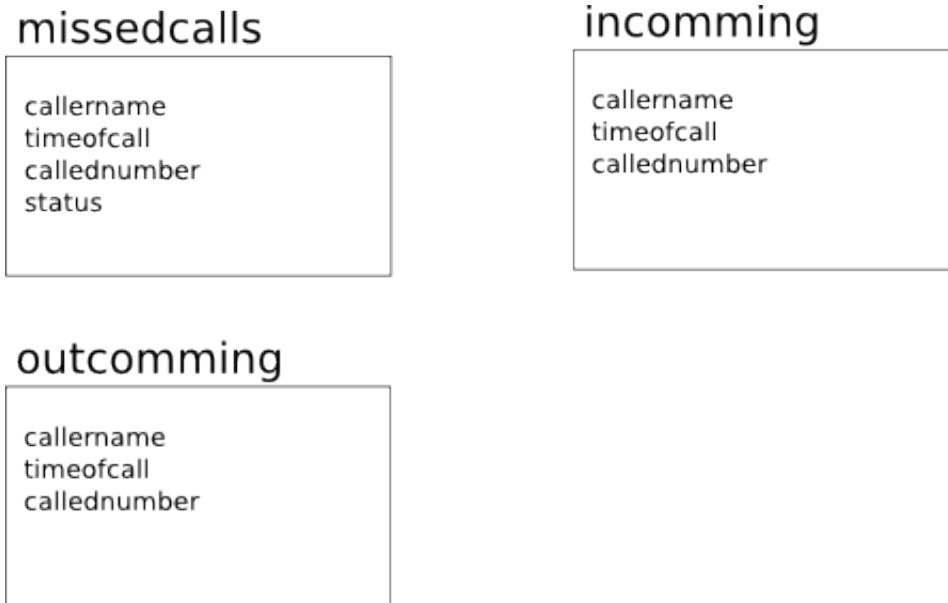 missedcalls
callername
timeofcall
callednumber
status
incomming
callername
timeofcall
callednumber
outcomming
callername
timeofcall
callednumber